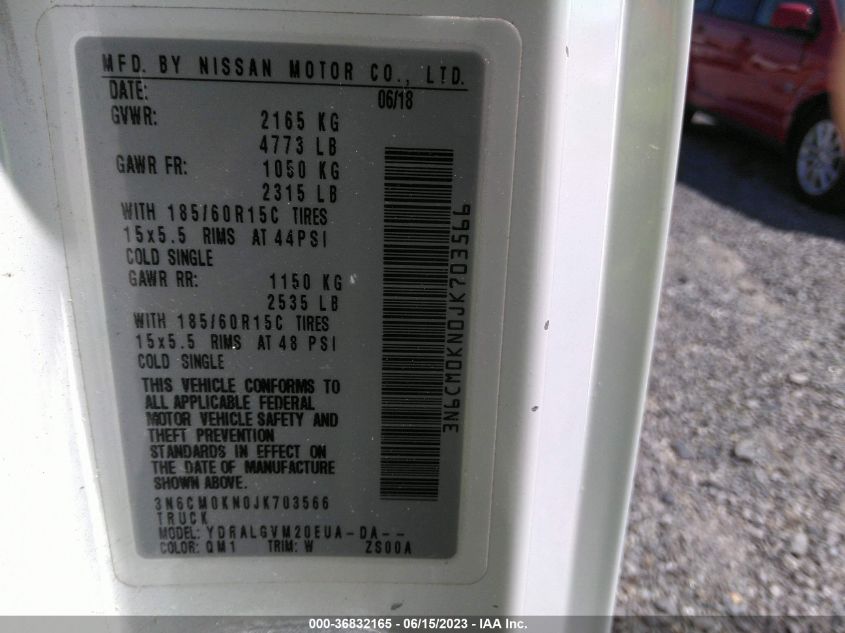 MFD. BY NISSAN MOTOR CO., LTD.
DATE: 06/18
GVWR: 2165 KG
4773 LB
GAWR FR: 1050 KG
2315 LB
WITH 185/60R15C TIRES
15x5.5 RIMS AT 44PSI
COLD SINGLE
GAWR RR: 1150 KG
2535 LB
WITH 185/60R15C TIRES
15x5.5 RIMS AT 48 PSI
COLD SINGLE
THIS VEHICLE CONFORMS TO
ALL APPLICABLE FEDERAL
MOTOR VEHICLE SAFETY AND
THEFT PREVENTION
STANDARDS IN EFFECT ON
THE DATE OF MANUFACTURE
SHOWN ABOVE.
3N6CM0KN0JK703566
TRUCK
MODEL: YDRALGVM20EUA-DA--
COLOR: QM1 TRIM: W ZS00A
3N6CM0KN0JK703566
000-36832165 - 06/15/2023 - IAA Inc.